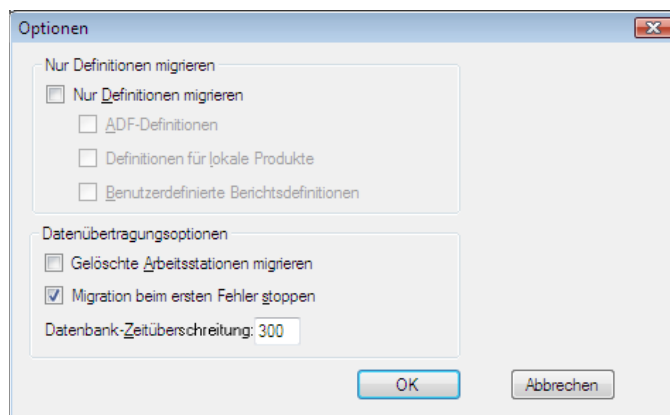 Optionen
Nur Definitionen migrieren
Nur Definitionen migrieren
ADF-Definitionen
Definitionen für lokale Produkte
Benutzerdefinierte Berichtsdefinitionen
Datenübertragungsoptionen
Gelöschte Arbeitsstationen migrieren
Migration beim ersten Fehler stoppen
Datenbank-Zeitüberschreitung: 300
OK Abbrechen